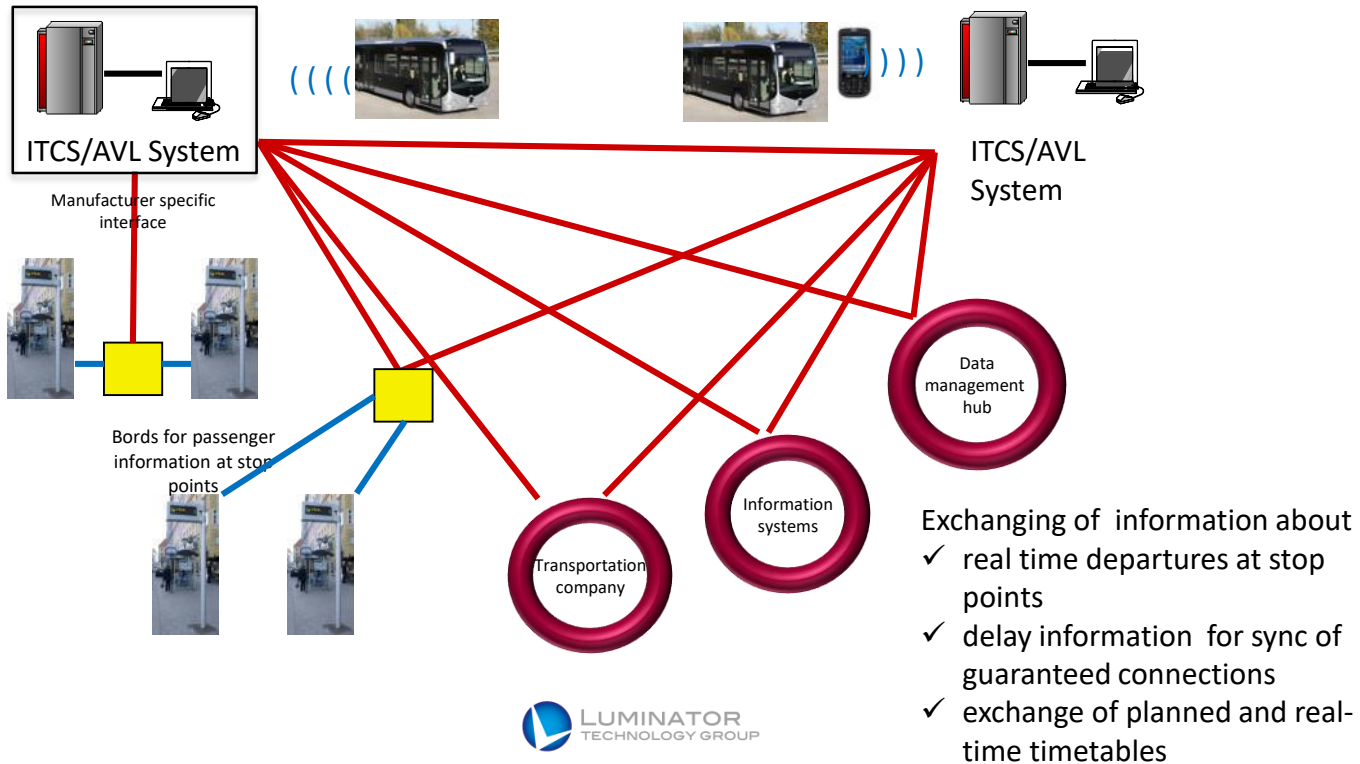 ITCS/AVL System
ITCS/AVL
System
Manufacturer specific
interface
Bords for passenger
information at stop
points
Data
management
hub
Information
systems
Transportation
company
Exchanging of information about
✓ real time departures at stop
points
✓ delay information for sync of
guaranteed connections
✓ exchange of planned and real-
time timetables
LUMINATOR
TECHNOLOGY GROUP